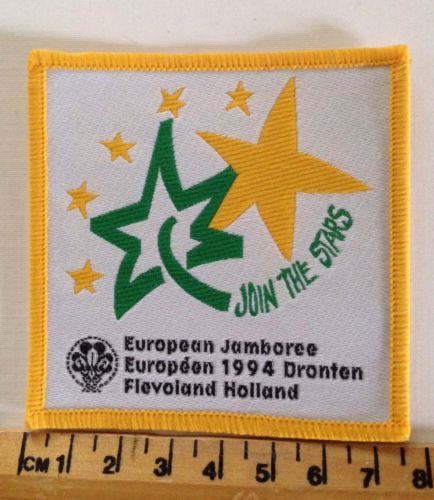 JOIN THE STARS
European Jamboree
Européen 1994 Dronten
Flevoland Holland
CM 1 2 3 4 5 6 7 8